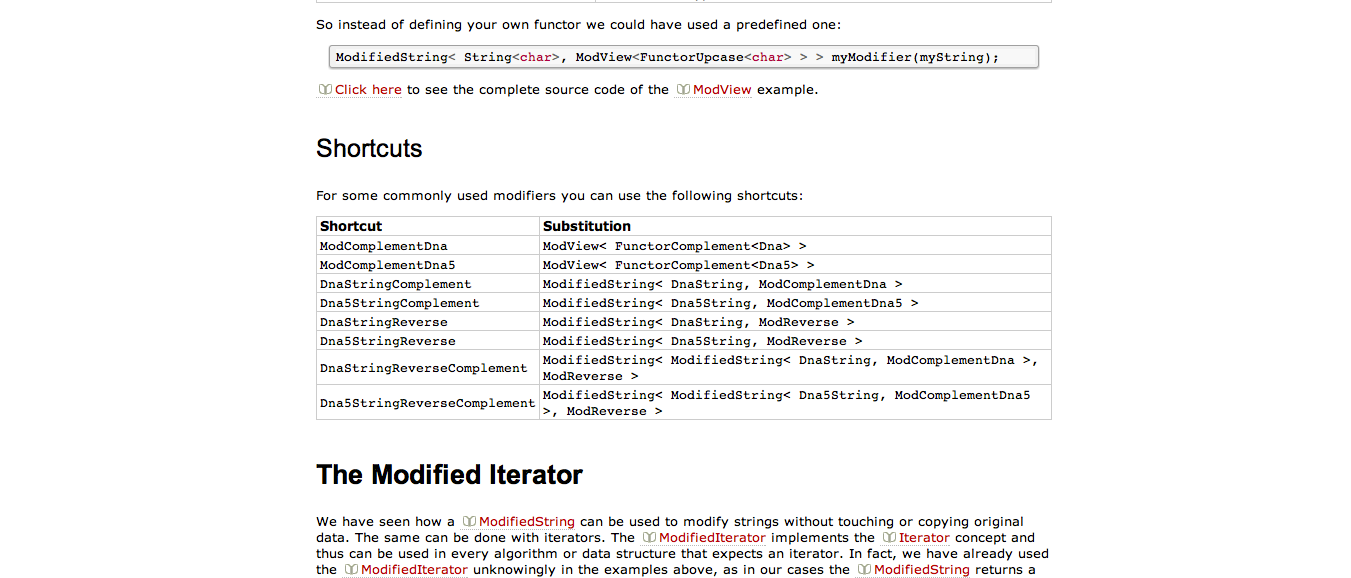 So instead of defining your own functor we could have used a predefined one:
ModifiedString< String<char>, ModView<FunctorUpcase<char> > > myModifier(myString);
Click here to see the complete source code of the ModView example.
Shortcuts
For some commonly used modifiers you can use the following shortcuts:
Shortcut Substitution
ModComplementDna ModView< FunctorComplement<Dna> >
ModComplementDna5 ModView< FunctorComplement<Dna5> >
DnaStringComplement ModifiedString< DnaString, ModComplementDna >
Dna5StringComplement ModifiedString< Dna5String, ModComplementDna5 >
DnaStringReverse ModifiedString< DnaString, ModReverse >
Dna5StringReverse ModifiedString< Dna5String, ModReverse >
DnaStringReverseComplement ModifiedString< ModifiedString< DnaString, ModComplementDna >,
ModReverse >
Dna5StringReverseComplement ModifiedString< ModifiedString< Dna5String, ModComplementDna5
>, ModReverse >
The Modified Iterator
We have seen how a ModifiedString can be used to modify strings without touching or copying original
data. The same can be done with iterators. The ModifiedIterator implements the Iterator concept and
thus can be used in every algorithm or data structure that expects an iterator. In fact, we have already used
the ModifiedIterator unknowingly in the examples above, as in our cases the ModifiedString returns a